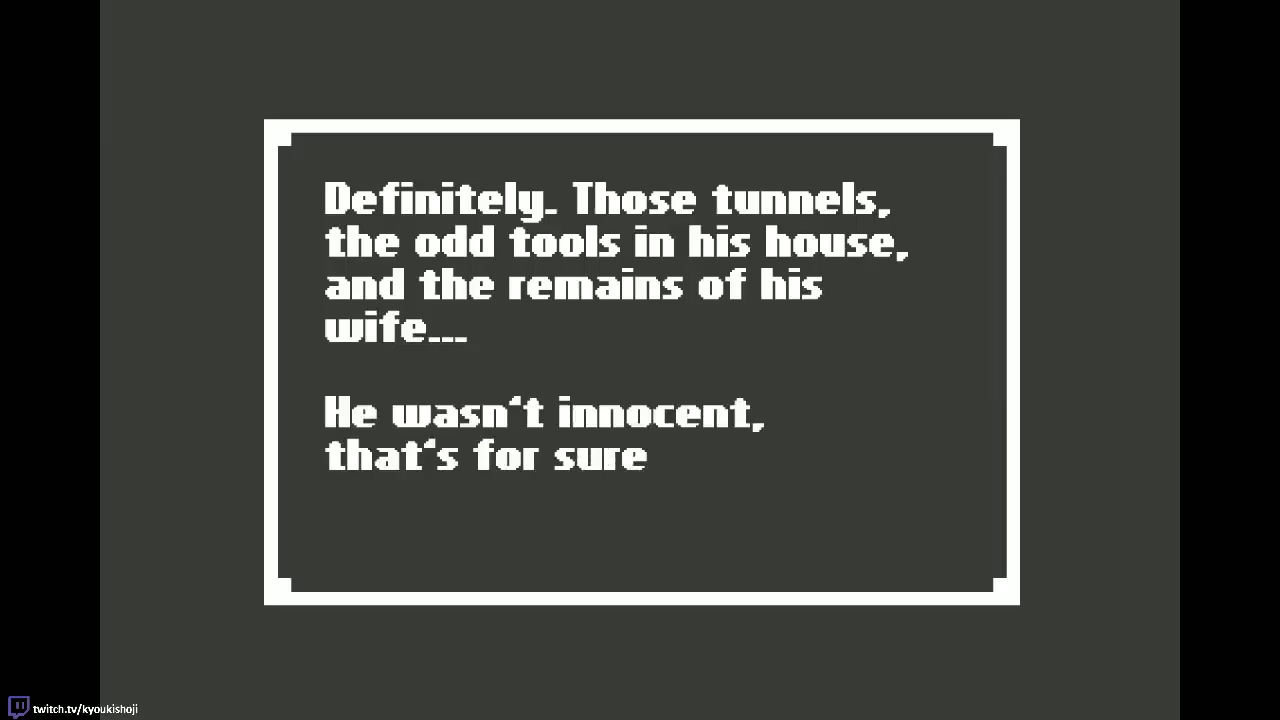 Definitely. Those tunnels,
the odd tools in his house,
and the remains of his
wife...
He wasn't innocent,
that's for sure
twitch.tv/kyoukishoji